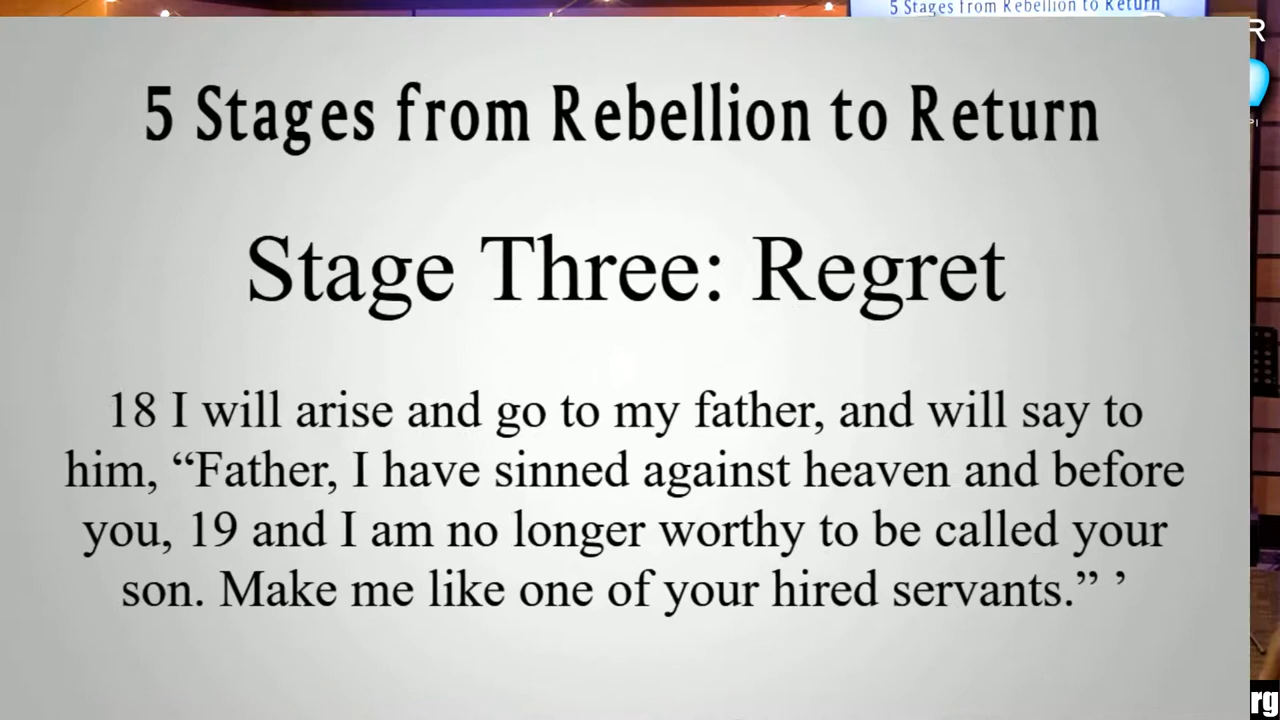 5 Stages from Rebellion to Return
R
5 Stages from Rebellion to Return
PI
Stage Three: Regret
18 I will arise and go to my father, and will say to
him, “Father, I have sinned against heaven and before
you, 19 and I am no longer worthy to be called your
son. Make me like one of your hired servants.” ’
rg